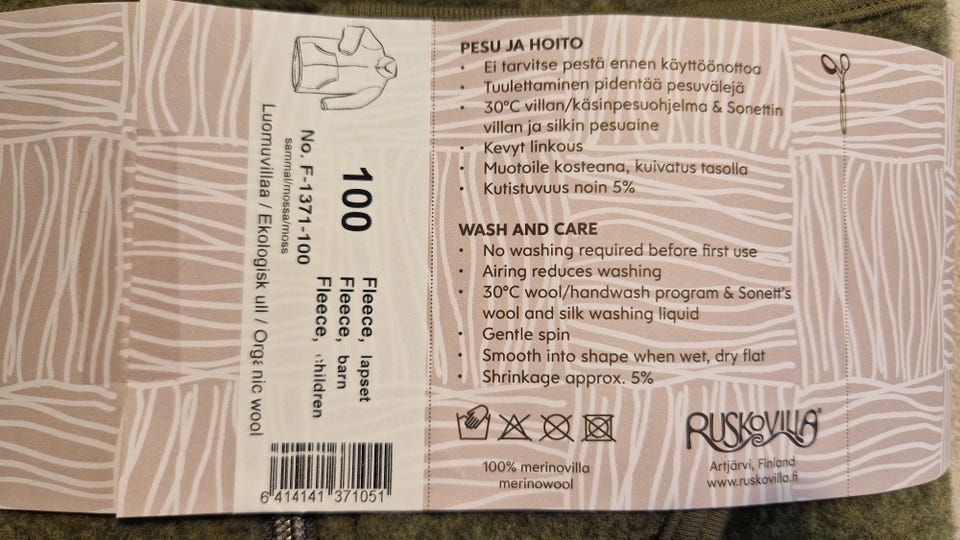 PESU JA HOITO
• Ei tarvitse pestä ennen käyttöönottoa
• Tuulettaminen pidentää pesuvälejä
• 30°C villan/käsinpesuohjelma & Sonettin
villan ja silkin pesuaine
• Kevyt linkous
• Muotoile kosteana, kuivatus tasolla
• Kutistuvuus noin 5%
WASH AND CARE
• No washing required before first use
• Airing reduces washing
• 30°C wool/handwash program & Sonett's
wool and silk washing liquid
• Gentle spin
• Smooth into shape when wet, dry flat
• Shrinkage approx. 5%
100% merinovilla
merinowool
RUSKOVILLA®
Artjärvi, Finland
www.ruskovilla.fi
100
Fleece, lapset
Fleece, barn
Fleece, children
No. F-1371-100
sammal/mossa/moss
Luomuvillaa / Ekologisk ull / Organic wool
6 414141 371051